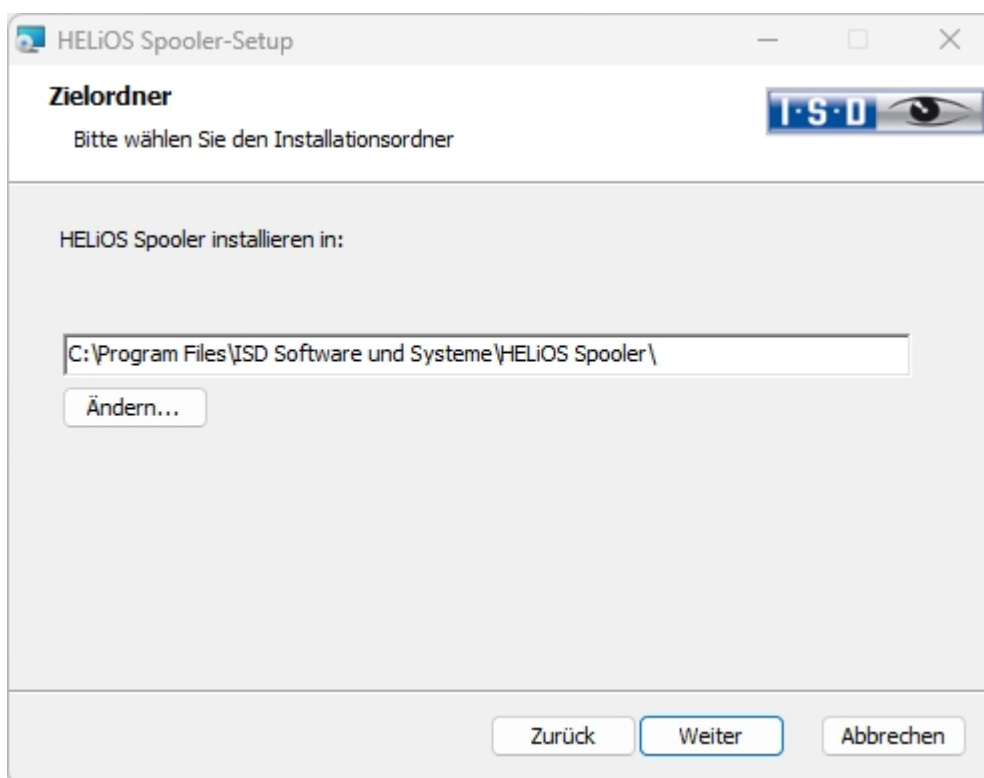 HELiOS Spooler-Setup
Zielordner
Bitte wählen Sie den Installationsordner
I·S·D
HELiOS Spooler installieren in:
C:\Program Files\ISD Software und Systeme\HELiOS Spooler\
Ändern...
Zurück Weiter Abbrechen